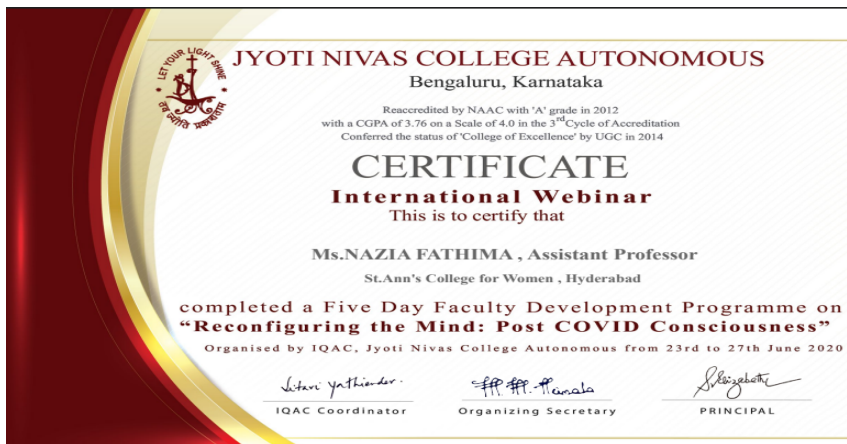 LET YOUR LIGHT SHINE
JYOTI NIVAS COLLEGE AUTONOMOUS
Bengaluru, Karnataka
Reaccredited by NAAC with 'A' grade in 2012
with a CGPA of 3.76 on a Scale of 4.0 in the 3rd Cycle of Accreditation
Conferred the status of 'College of Excellence' by UGC in 2014
CERTIFICATE
International Webinar
This is to certify that
Ms.NAZIA FATHIMA , Assistant Professor
St.Ann's College for Women , Hyderabad
completed a Five Day Faculty Development Programme on
“Reconfiguring the Mind: Post COVID Consciousness”
Organised by IQAC, Jyoti Nivas College Autonomous from 23rd to 27th June 2020
IQAC Coordinator
Organizing Secretary
PRINCIPAL